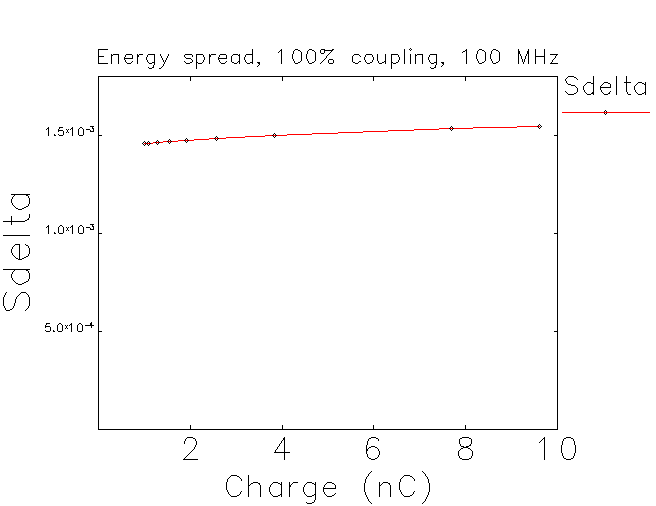 Energy spread, 100% coupling, 100 MHz
Sdelta
1.5×10⁻³
1.0×10⁻³
5.0×10⁻⁴
Sdelta
2 4 6 8 10
Charge (nC)